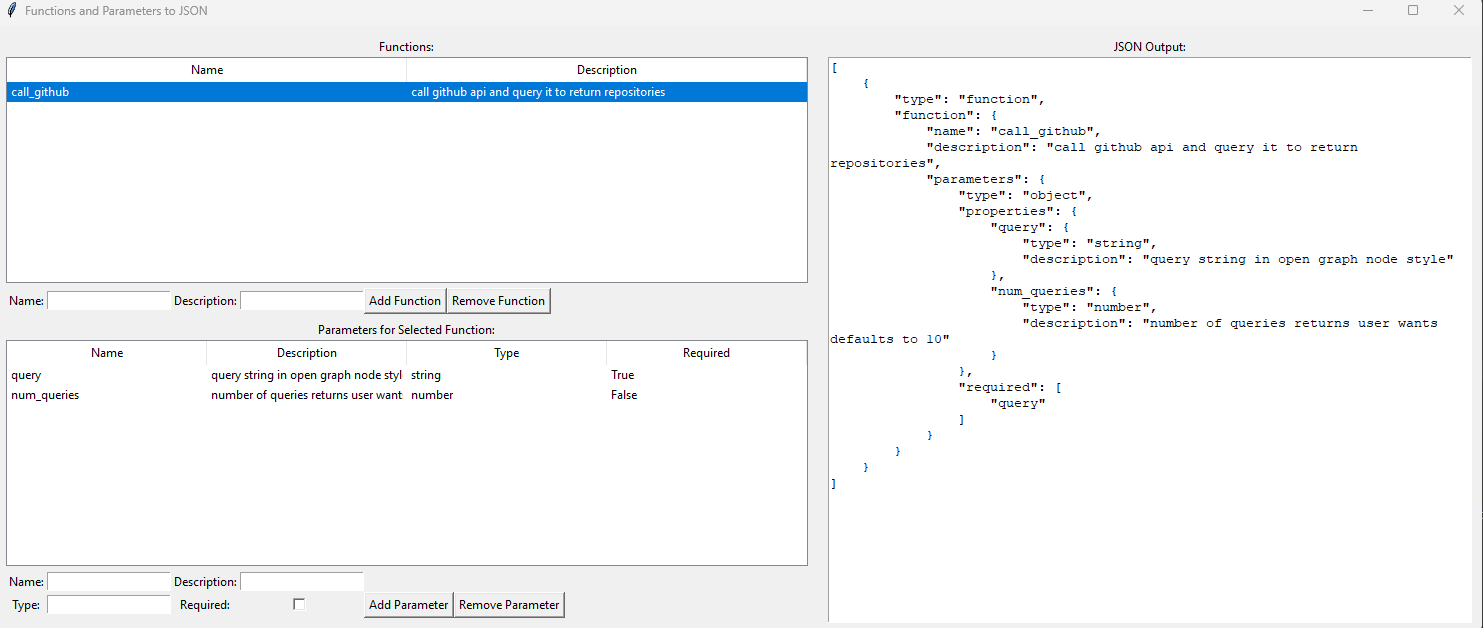 Functions and Parameters to JSON
Functions:
Name Description
call_github call github api and query it to return repositories
Name: Description: Add Function Remove Function
Parameters for Selected Function:
Name Description Type Required
query query string in open graph node styl string True
num_queries number of queries returns user want number False
Name: Description:
Type: Required: Add Parameter Remove Parameter
JSON Output:
[
    {
        "type": "function",
        "function": {
            "name": "call_github",
            "description": "call github api and query it to return
repositories",
            "parameters": {
                "type": "object",
                "properties": {
                    "query": {
                        "type": "string",
                        "description": "query string in open graph node style"
                    },
                    "num_queries": {
                        "type": "number",
                        "description": "number of queries returns user wants
defaults to 10"
                    }
                },
                "required": [
                    "query"
                ]
            }
        }
    }
]